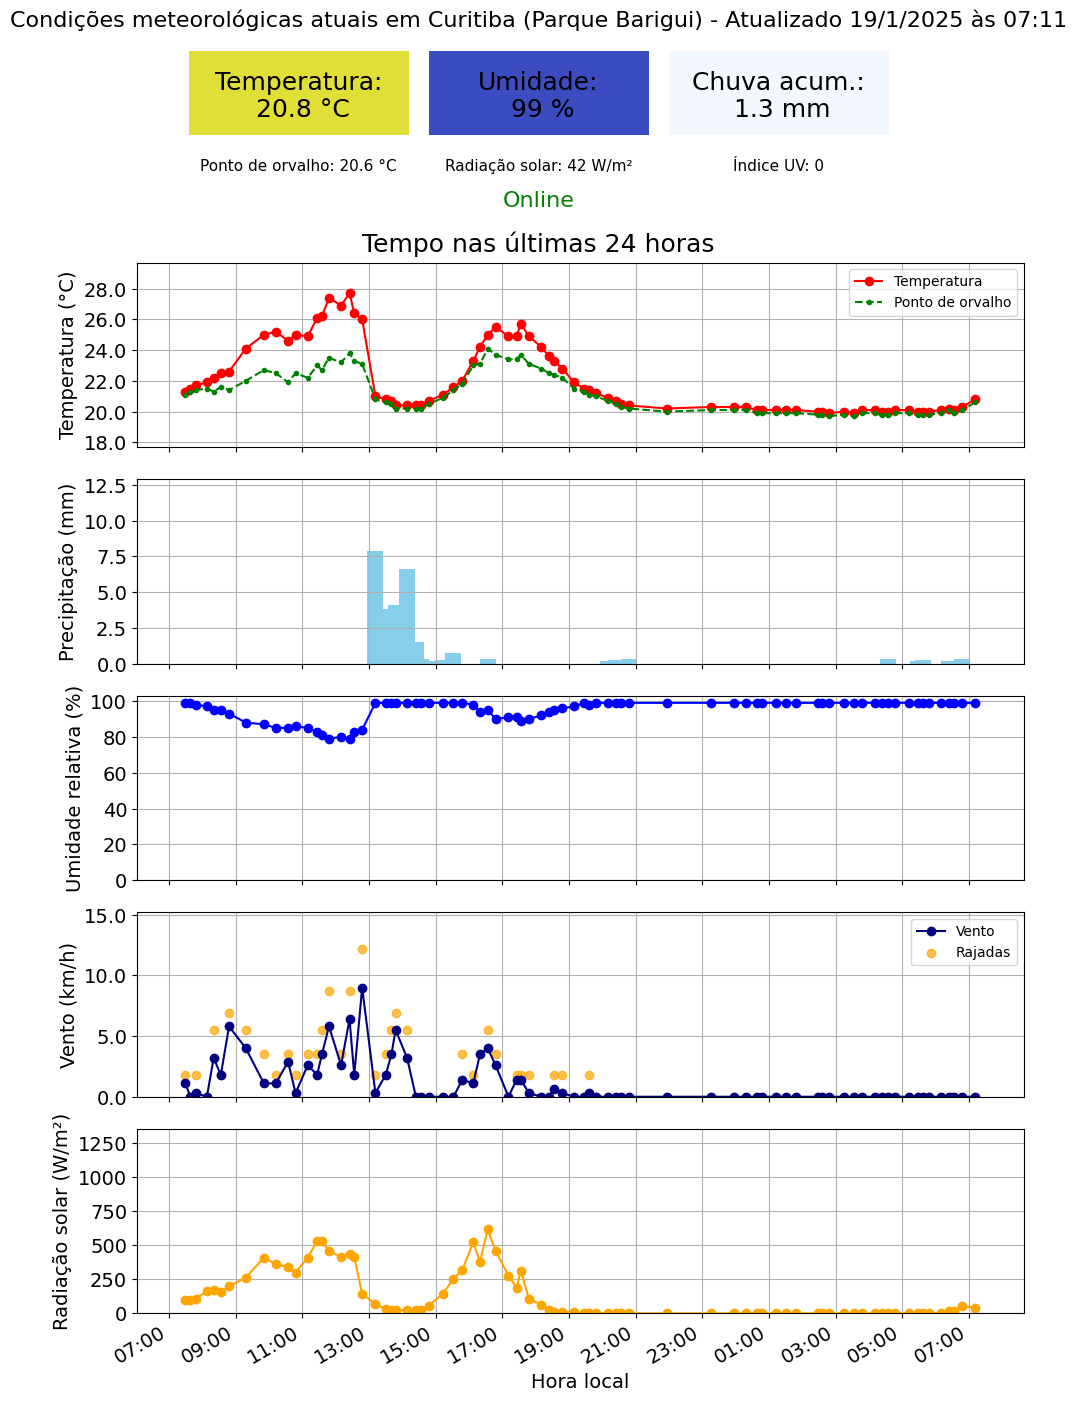 Condições meteorológicas atuais em Curitiba (Parque Barigui) - Atualizado 19/1/2025 às 07:11
Temperatura:
20.8 °C
Umidade:
99 %
Chuva acum.:
1.3 mm
Ponto de orvalho: 20.6 °C
Radiação solar: 42 W/m²
Índice UV: 0
Online
Tempo nas últimas 24 horas
Temperatura (°C)
28.0
26.0
24.0
22.0
20.0
18.0
Temperatura
Ponto de orvalho
Precipitação (mm)
12.5
10.0
7.5
5.0
2.5
0.0
Umidade relativa (%)
100
80
60
40
20
0
Vento (km/h)
15.0
10.0
5.0
0.0
Vento
Rajadas
Radiação solar (W/m²)
1250
1000
750
500
250
0
07:00
09:00
11:00
13:00
15:00
17:00
19:00
21:00
23:00
01:00
03:00
05:00
07:00
Hora local